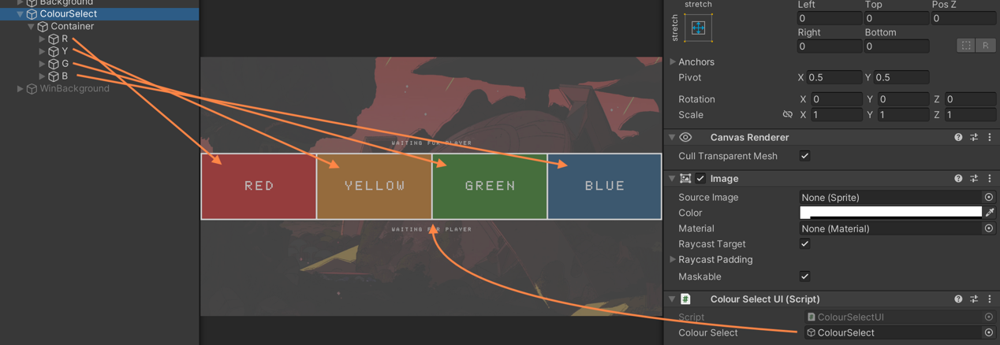 Background
ColourSelect
Container
R
Y
G
B
WinBackground
WAITING FOR PLAYER
RED
YELLOW
GREEN
BLUE
WAITING FOR PLAYER
stretch
stretch
Left
Top
Pos Z
0
0
0
Right
Bottom
0
0
R
Anchors
Pivot
X 0.5
Y 0.5
Rotation
X 0
Y 0
Z 0
Scale
X 1
Y 1
Z 1
Canvas Renderer
Cull Transparent Mesh
Image
Source Image
None (Sprite)
Color
Material
None (Material)
Raycast Target
Raycast Padding
Maskable
# Colour Select UI (Script)
Script
# ColourSelectUI
Colour Select
ColourSelect